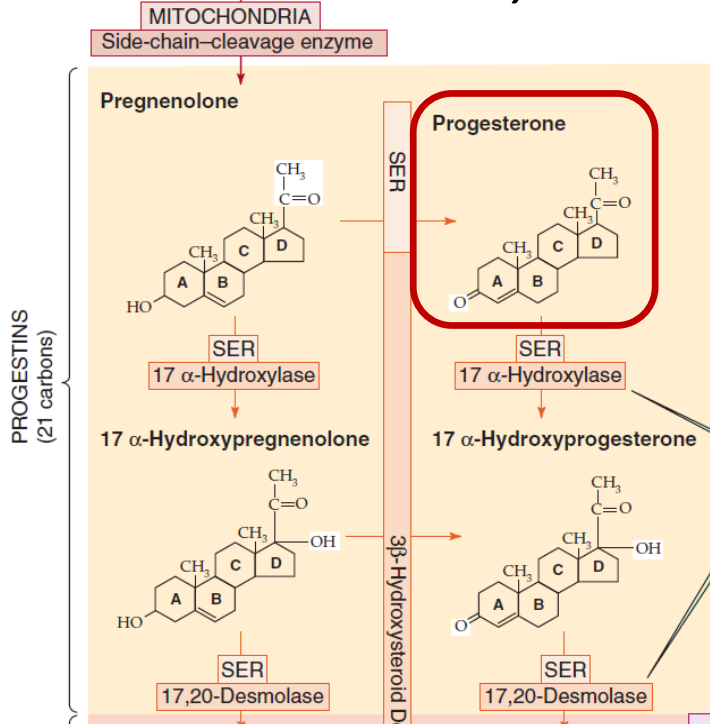 MITOCHONDRIA
Side-chain–cleavage enzyme
PROGESTINS
(21 carbons)
Pregnenolone
CH3
C=O
CH3
CH3
A
B
C
D
HO
SER
3β-Hydroxysteroid
Progesterone
CH3
C=O
CH3
CH3
A
B
C
D
O
SER
17 α-Hydroxylase
SER
17 α-Hydroxylase
17 α-Hydroxypregnenolone
CH3
C=O
CH3
OH
CH3
A
B
C
D
HO
17 α-Hydroxyprogesterone
CH3
C=O
CH3
OH
CH3
A
B
C
D
O
SER
17,20-Desmolase
SER
17,20-Desmolase